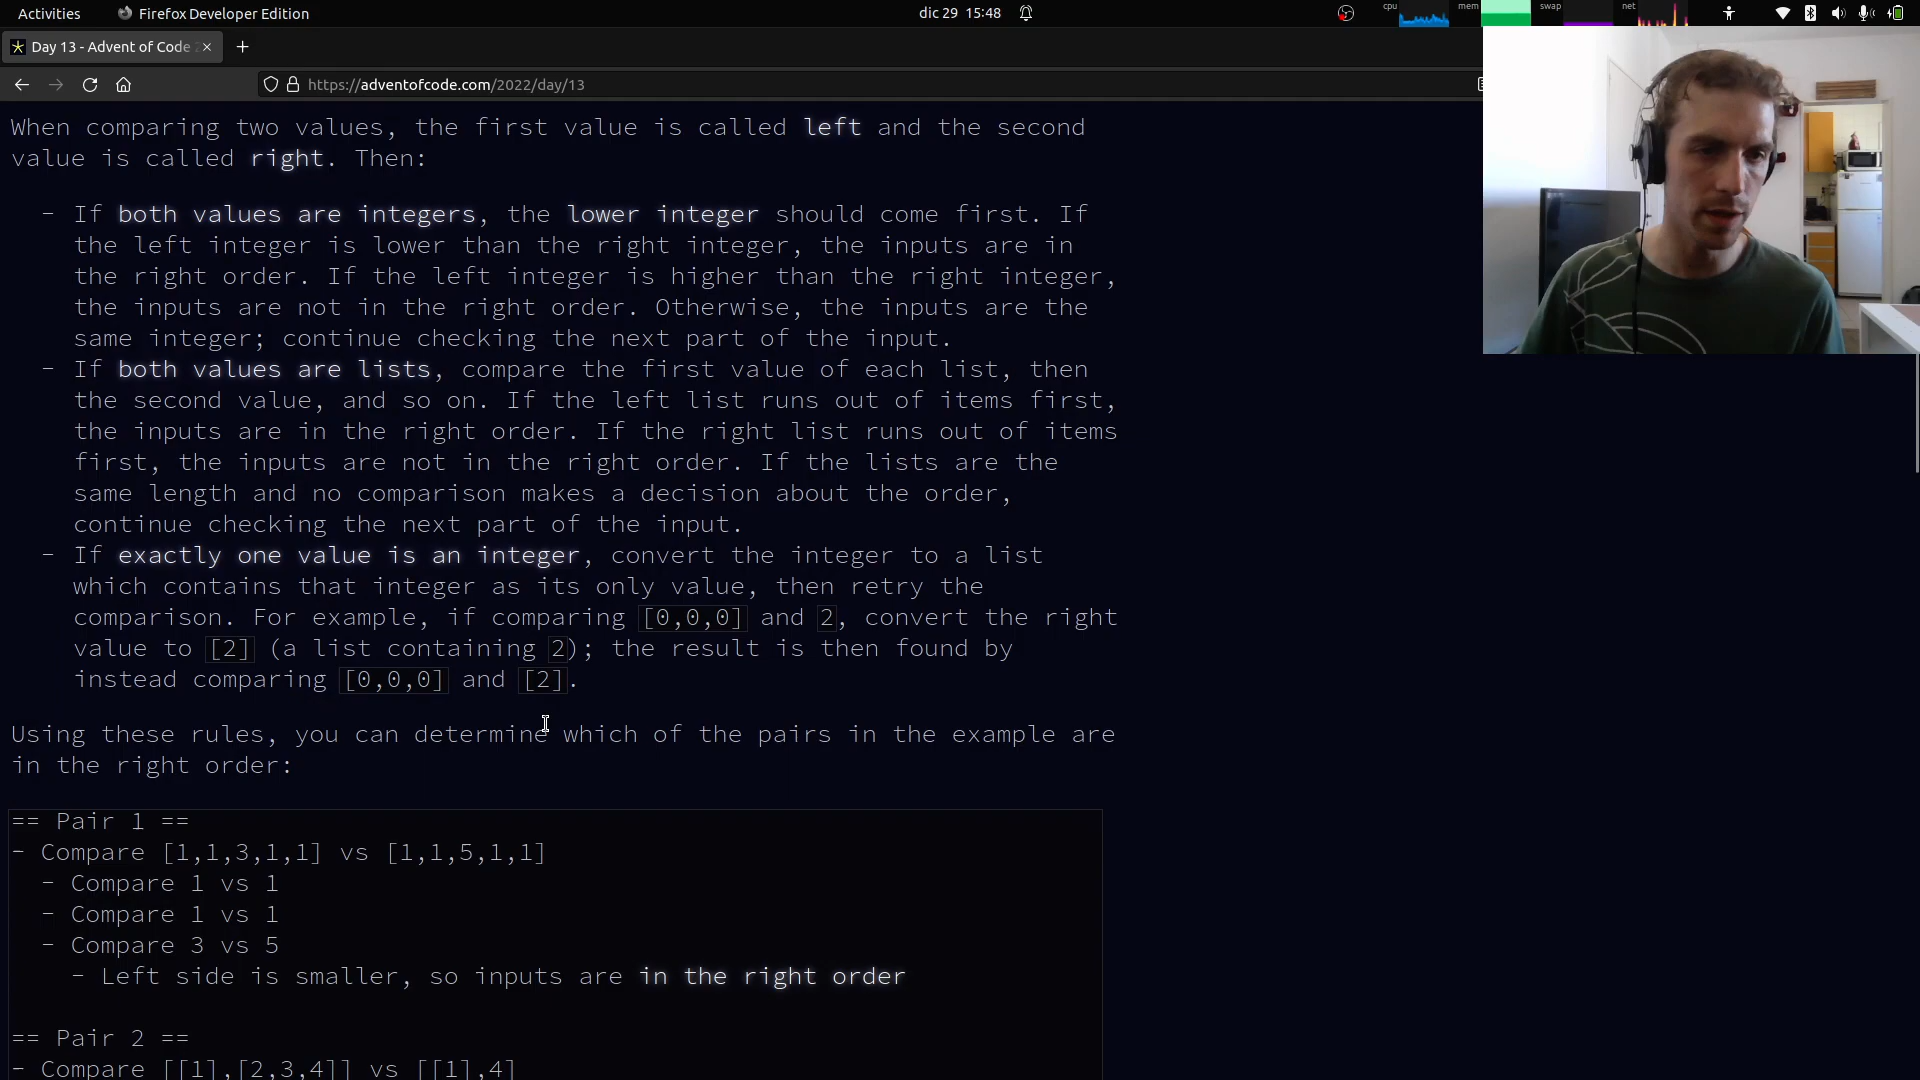 Activities
Firefox Developer Edition
dic 29 15:48
cpu
mem
swap
net
Day 13 - Advent of Code
https://adventofcode.com/2022/day/13
When comparing two values, the first value is called left and the second
value is called right. Then:
- If both values are integers, the lower integer should come first. If
the left integer is lower than the right integer, the inputs are in
the right order. If the left integer is higher than the right integer,
the inputs are not in the right order. Otherwise, the inputs are the
same integer; continue checking the next part of the input.
- If both values are lists, compare the first value of each list, then
the second value, and so on. If the left list runs out of items first,
the inputs are in the right order. If the right list runs out of items
first, the inputs are not in the right order. If the lists are the
same length and no comparison makes a decision about the order,
continue checking the next part of the input.
- If exactly one value is an integer, convert the integer to a list
which contains that integer as its only value, then retry the
comparison. For example, if comparing [0,0,0] and 2, convert the right
value to [2] (a list containing 2); the result is then found by
instead comparing [0,0,0] and [2].
Using these rules, you can determine which of the pairs in the example are
in the right order:
== Pair 1 ==
- Compare [1,1,3,1,1] vs [1,1,5,1,1]
- Compare 1 vs 1
- Compare 1 vs 1
- Compare 3 vs 5
- Left side is smaller, so inputs are in the right order
== Pair 2 ==
- Compare [[1],[2,3,4]] vs [[1],4]